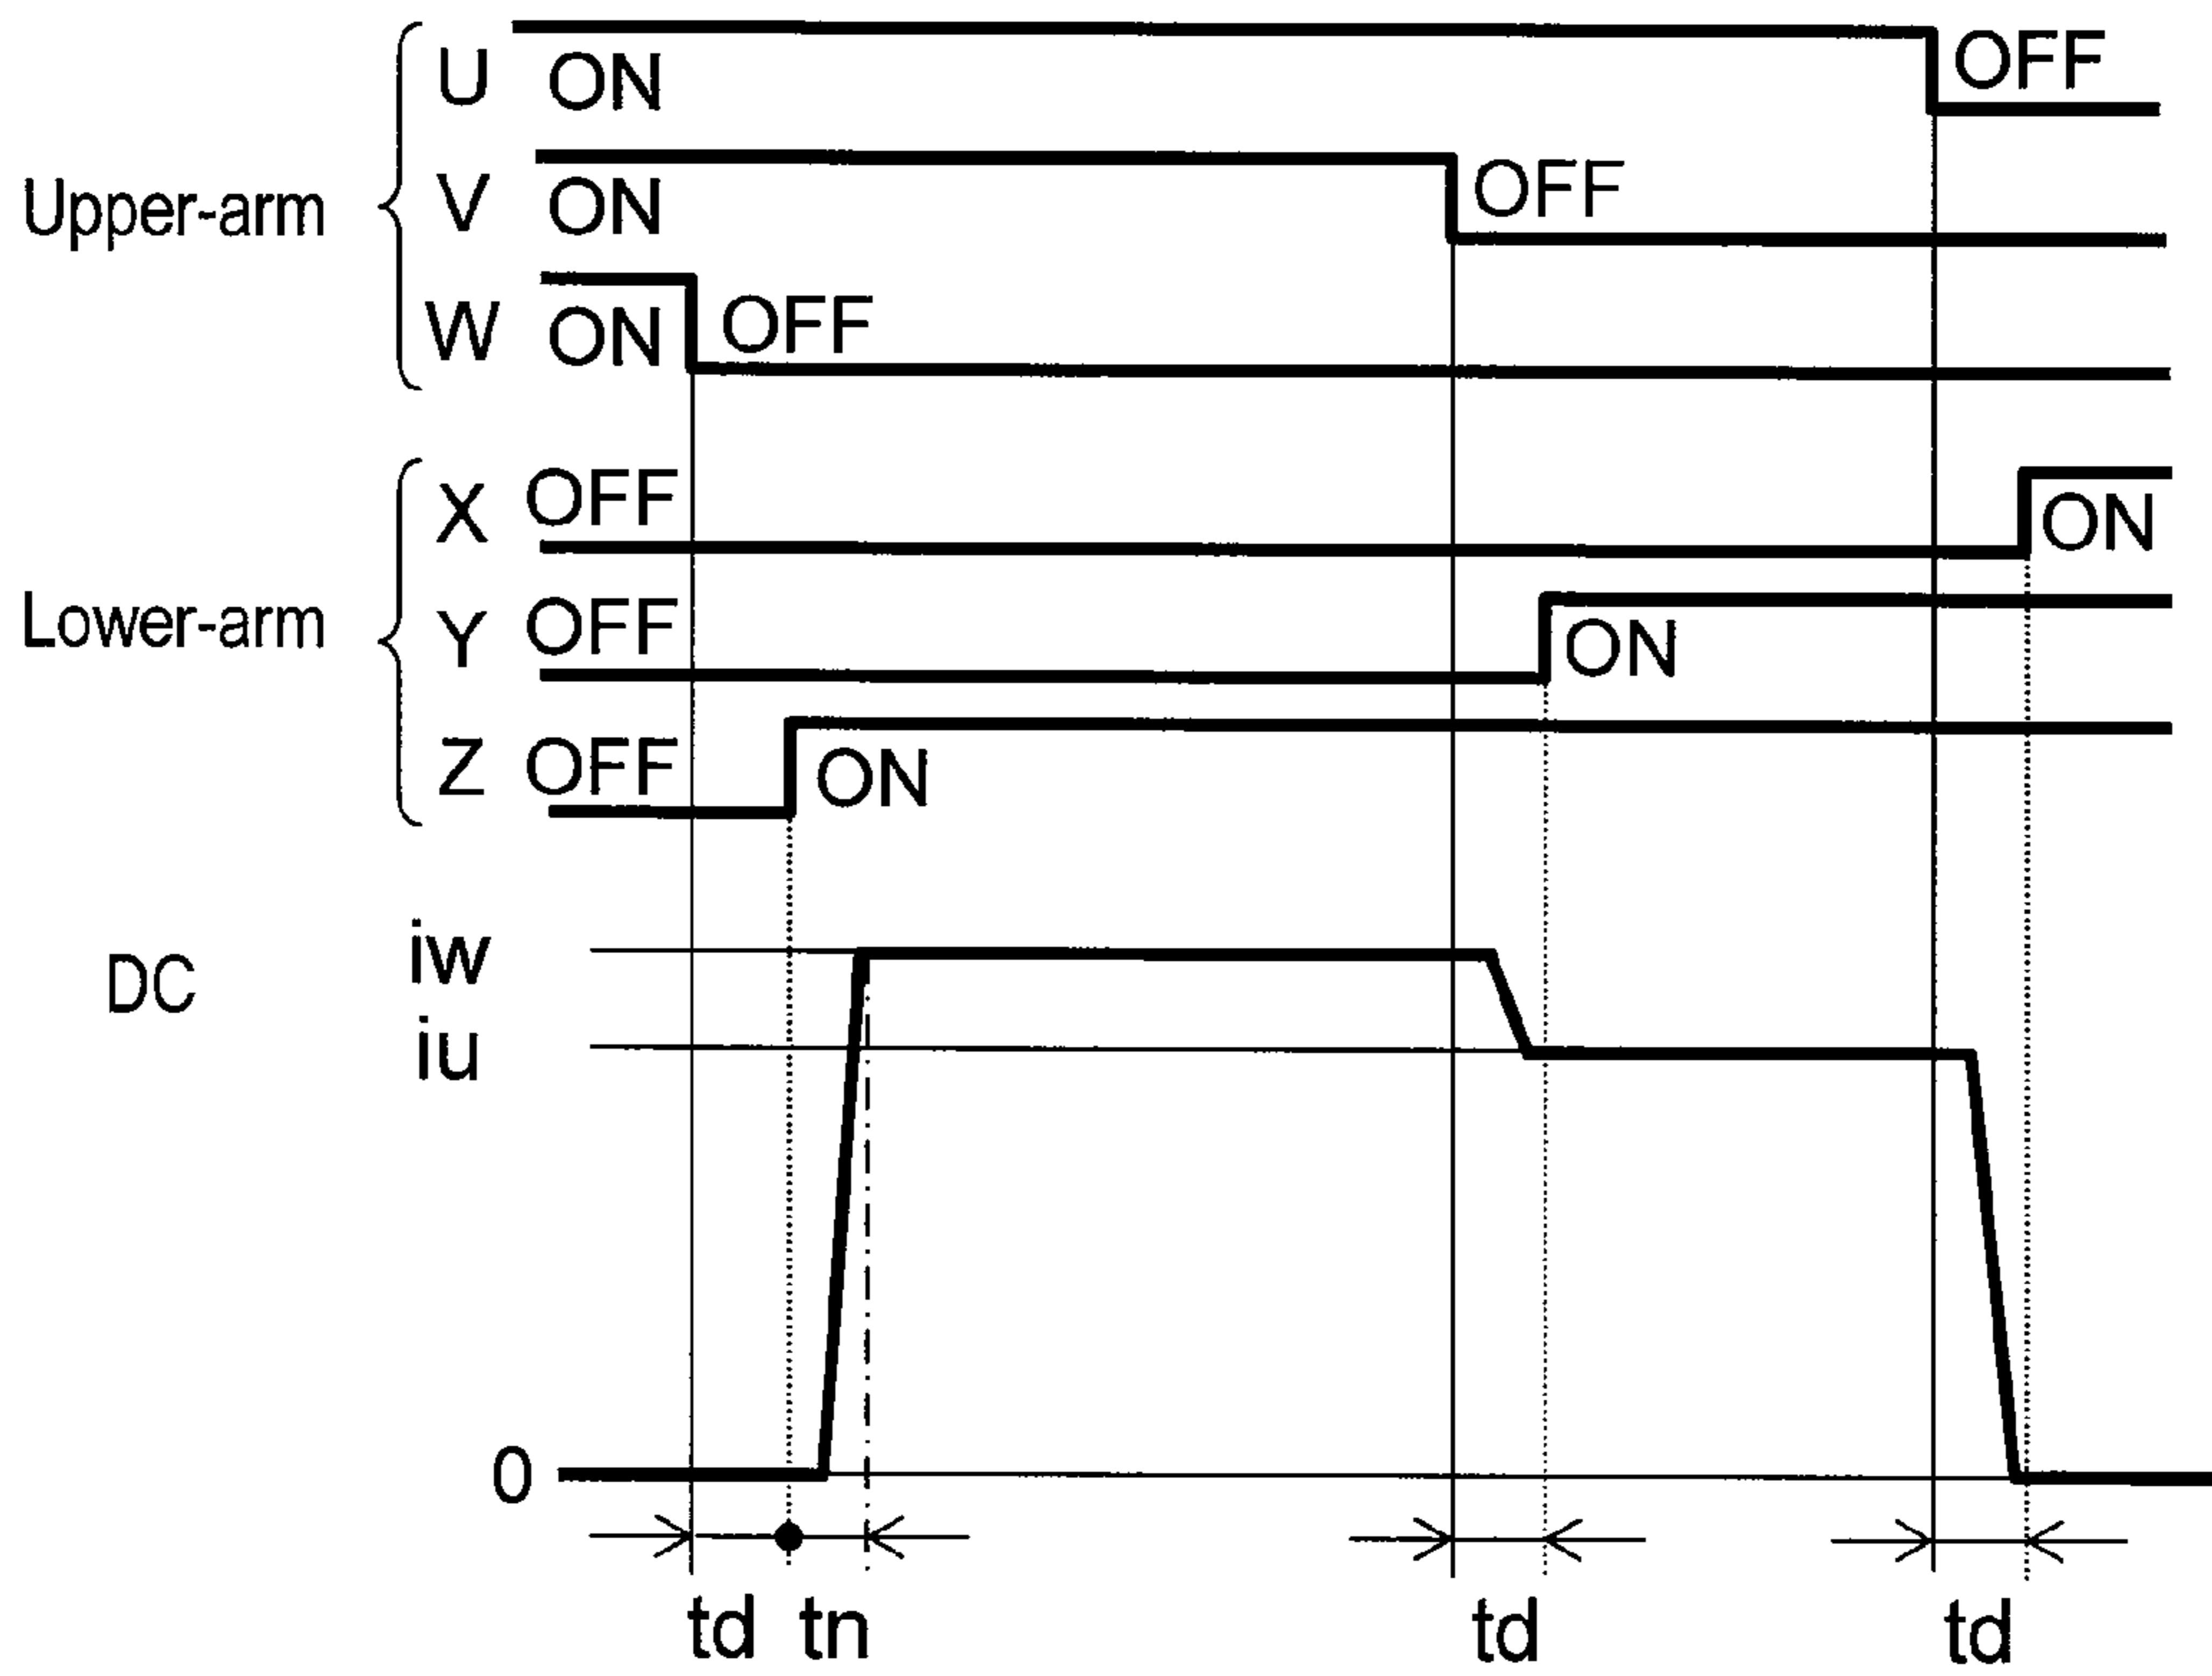 U ON OFF
Upper-arm V ON OFF
W ON OFF
X OFF ON
Lower-arm Y OFF ON
Z OFF ON
DC iw
iu
0
td tn td td